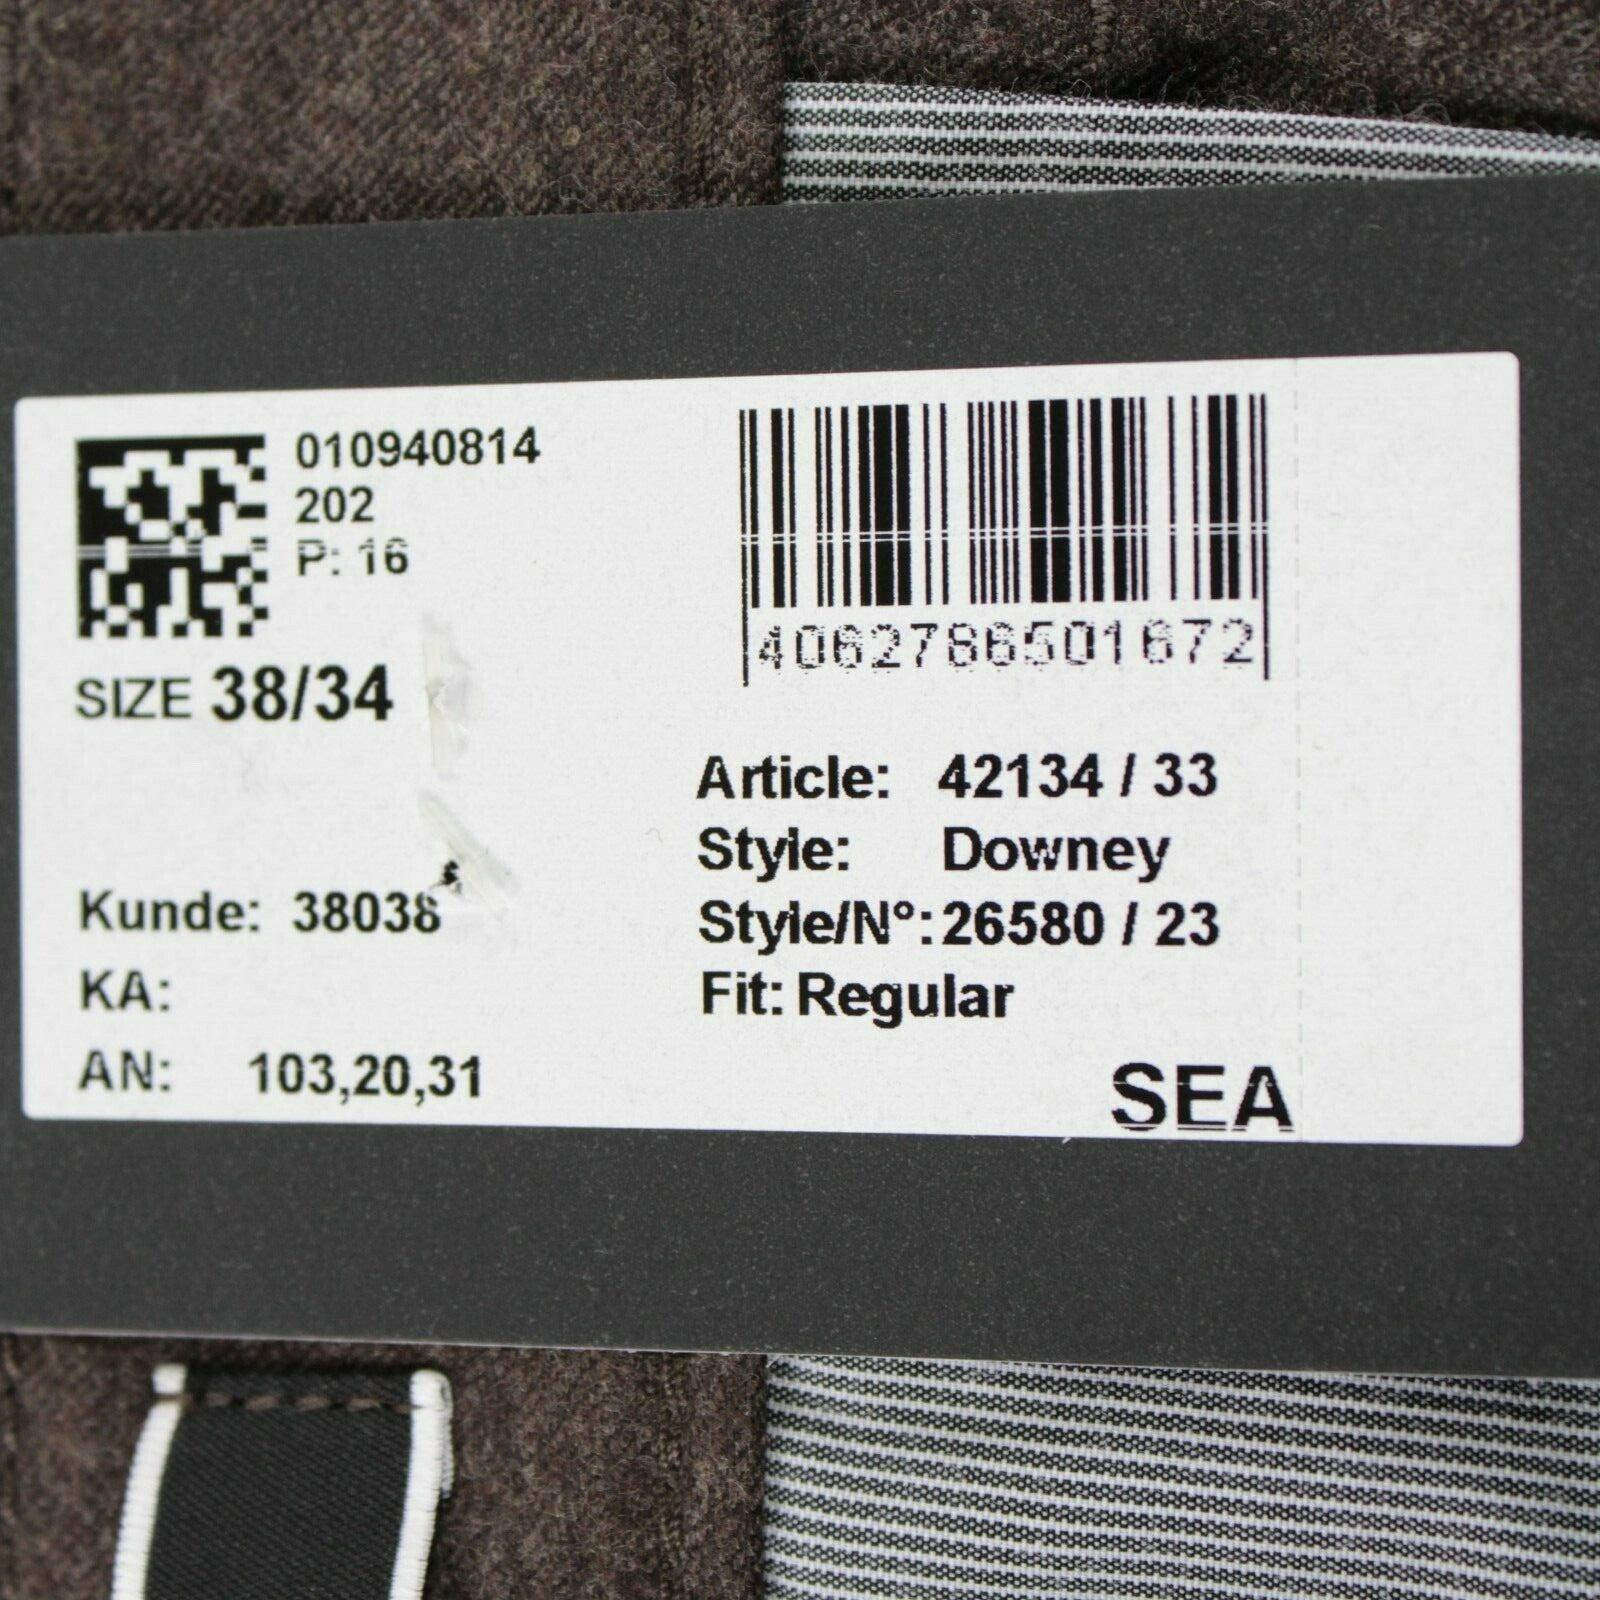 010940814
202
P: 16
SIZE 38/34
4062786501672
Article: 42134 / 33
Style: Downey
Style/N°: 26580 / 23
Fit: Regular
Kunde: 38038
KA:
AN: 103,20,31
SEA